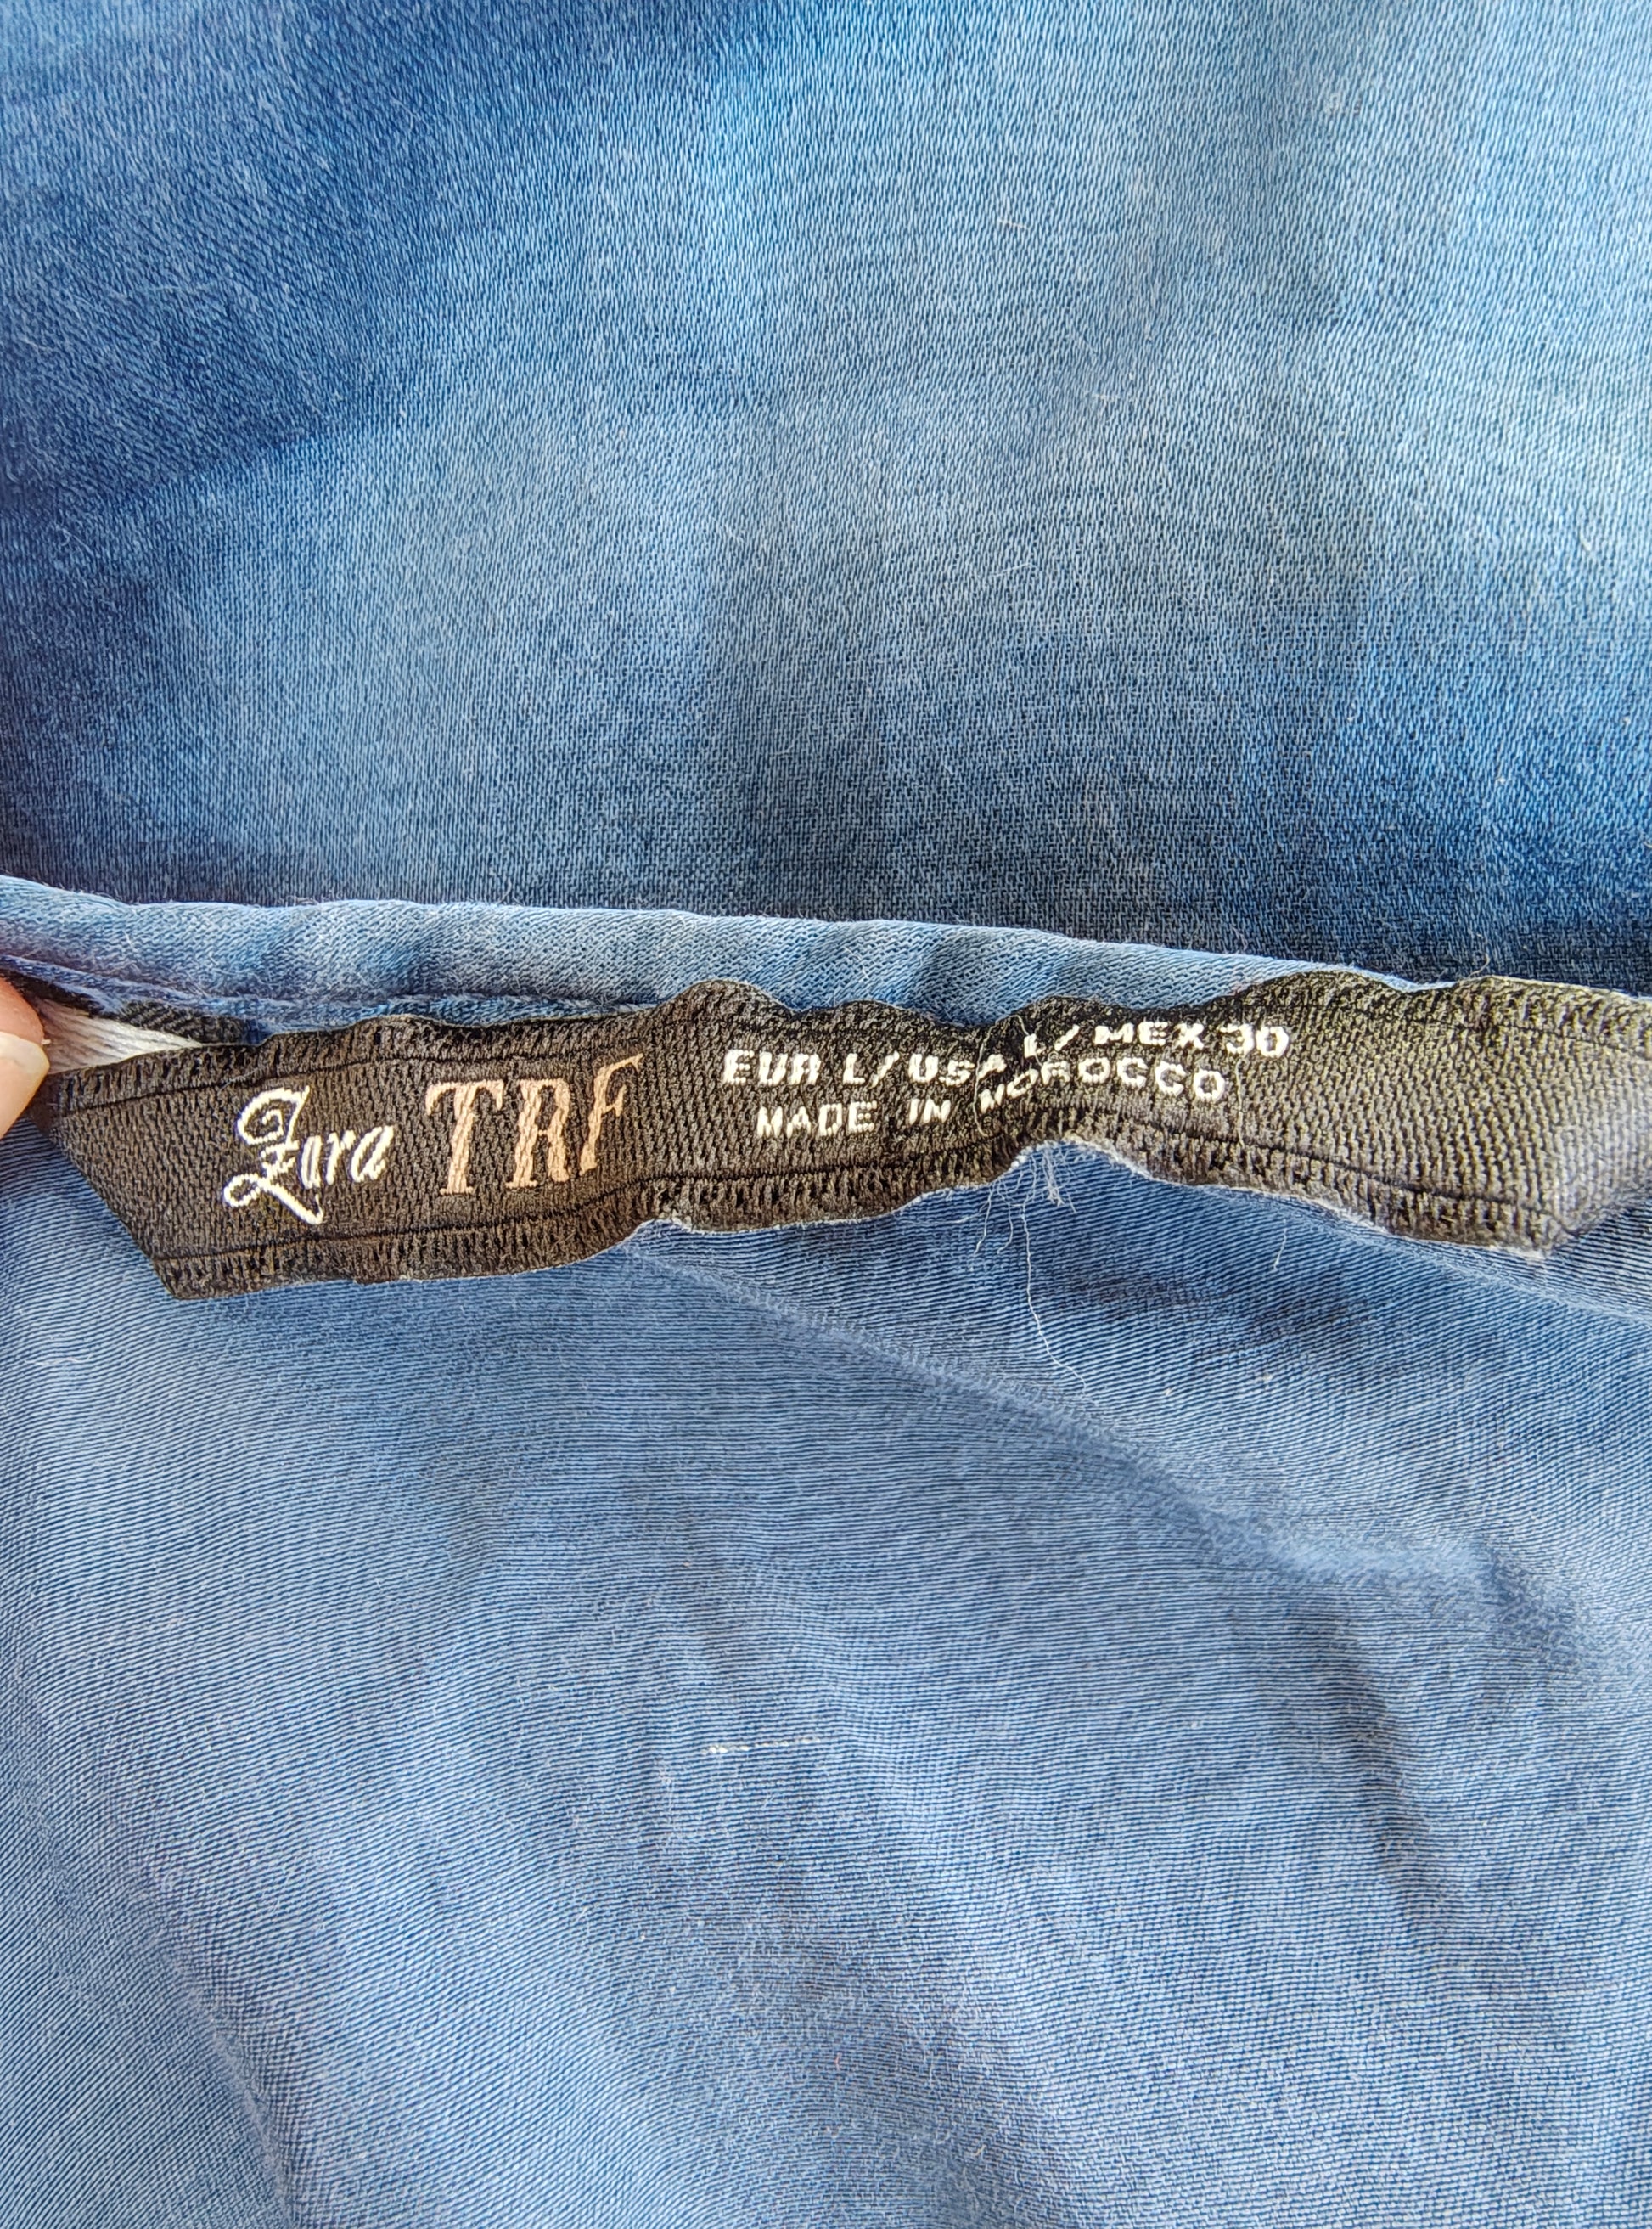 Zara TRF
EUR L/USA L/MEX 30
MADE IN MOROCCO